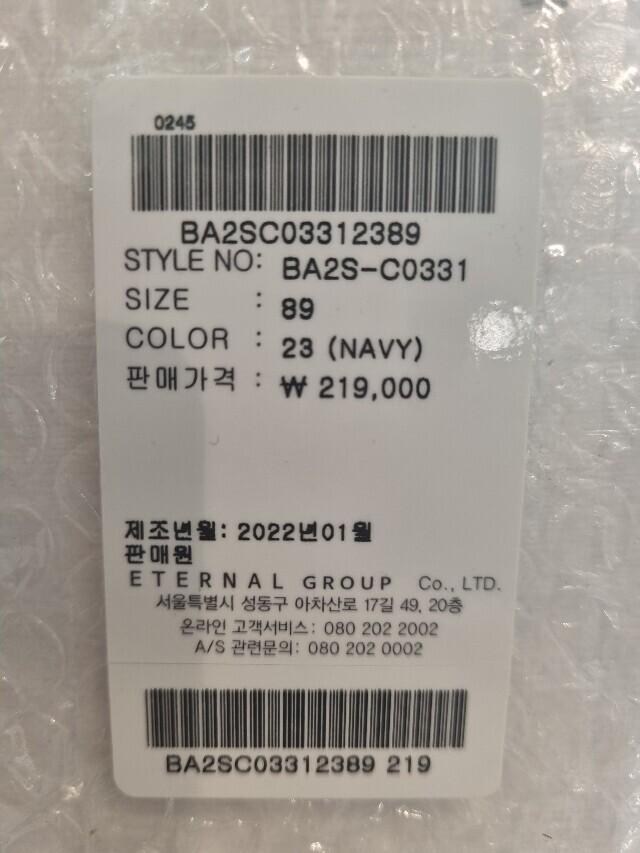 0245
BA2SC03312389
STYLE NO: BA2S-C0331
SIZE : 89
COLOR : 23 (NAVY)
판매가격 : ₩ 219,000
제조년월: 2022년01월
판매원
ETERNAL GROUP Co., LTD.
서울특별시 성동구 아차산로 17길 49, 20층
온라인 고객서비스: 080 202 2002
A/S 관련문의: 080 202 0002
BA2SC03312389 219